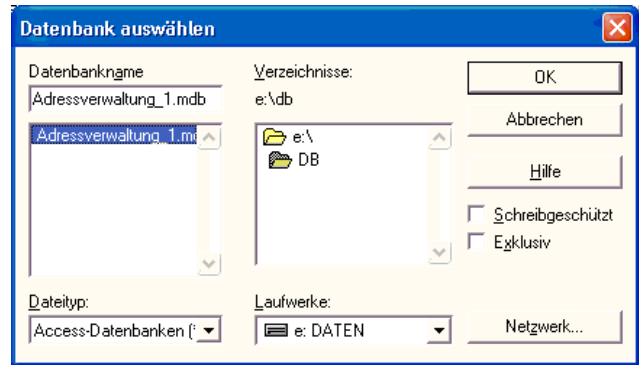 Datenbank auswählen
Datenbankname
Adressverwaltung_1.mdb
Adressverwaltung_1.m
Verzeichnisse:
e:\db
e:\
DB
OK
Abbrechen
Hilfe
Schreibgeschützt
Exklusiv
Dateityp:
Access-Datenbanken (*
Laufwerke:
e: DATEN
Netzwerk...